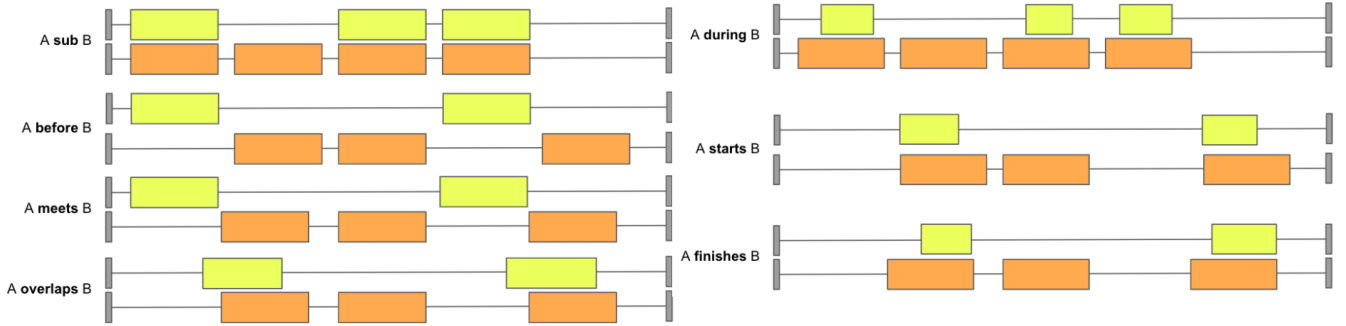 A sub B
A before B
A meets B
A overlaps B
A during B
A starts B
A finishes B